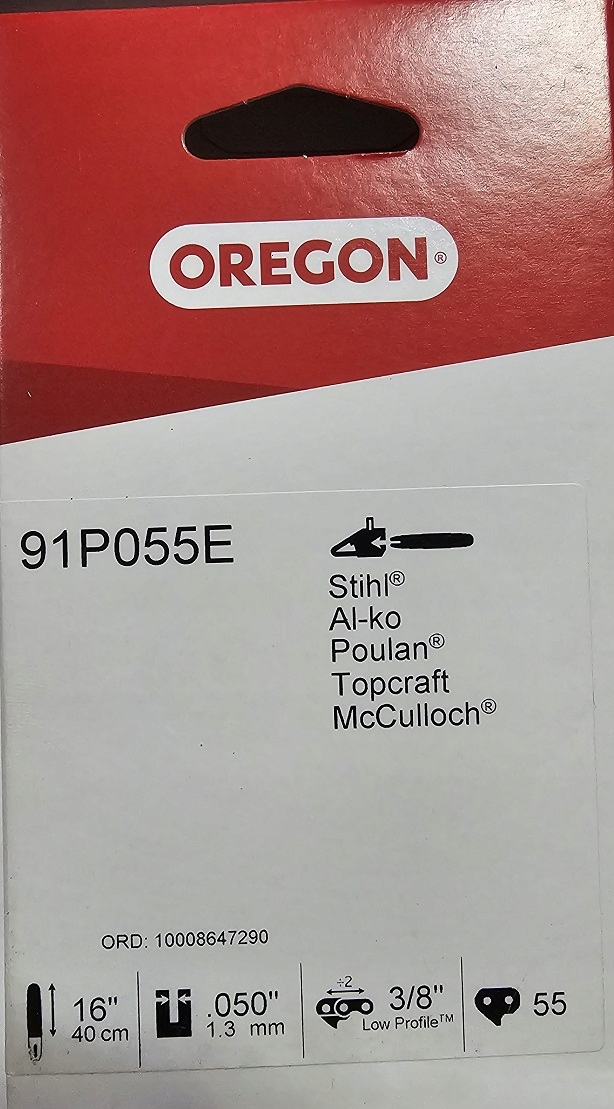 OREGON®
91P055E
Stihl®
Al-ko
Poulan®
Topcraft
McCulloch®
ORD: 10008647290
16"
40 cm
.050"
1.3 mm
÷2
3/8"
Low Profile™
55